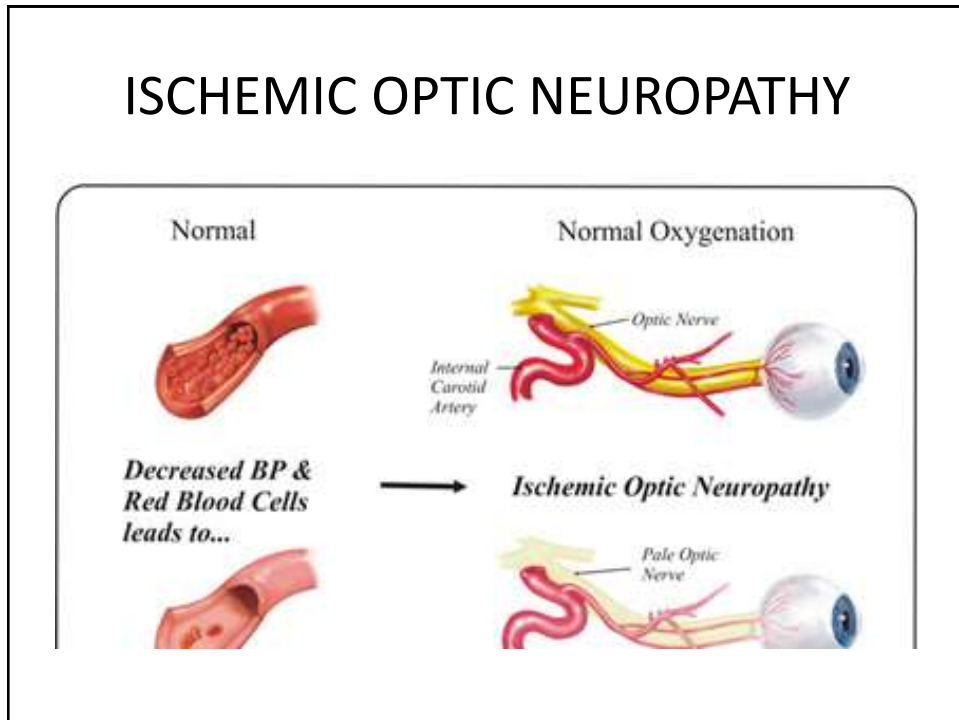 ISCHEMIC OPTIC NEUROPATHY
Normal
Normal Oxygenation
Optic Nerve
Internal
Carotid
Artery
Decreased BP &
Red Blood Cells
leads to...
Ischemic Optic Neuropathy
Pale Optic
Nerve